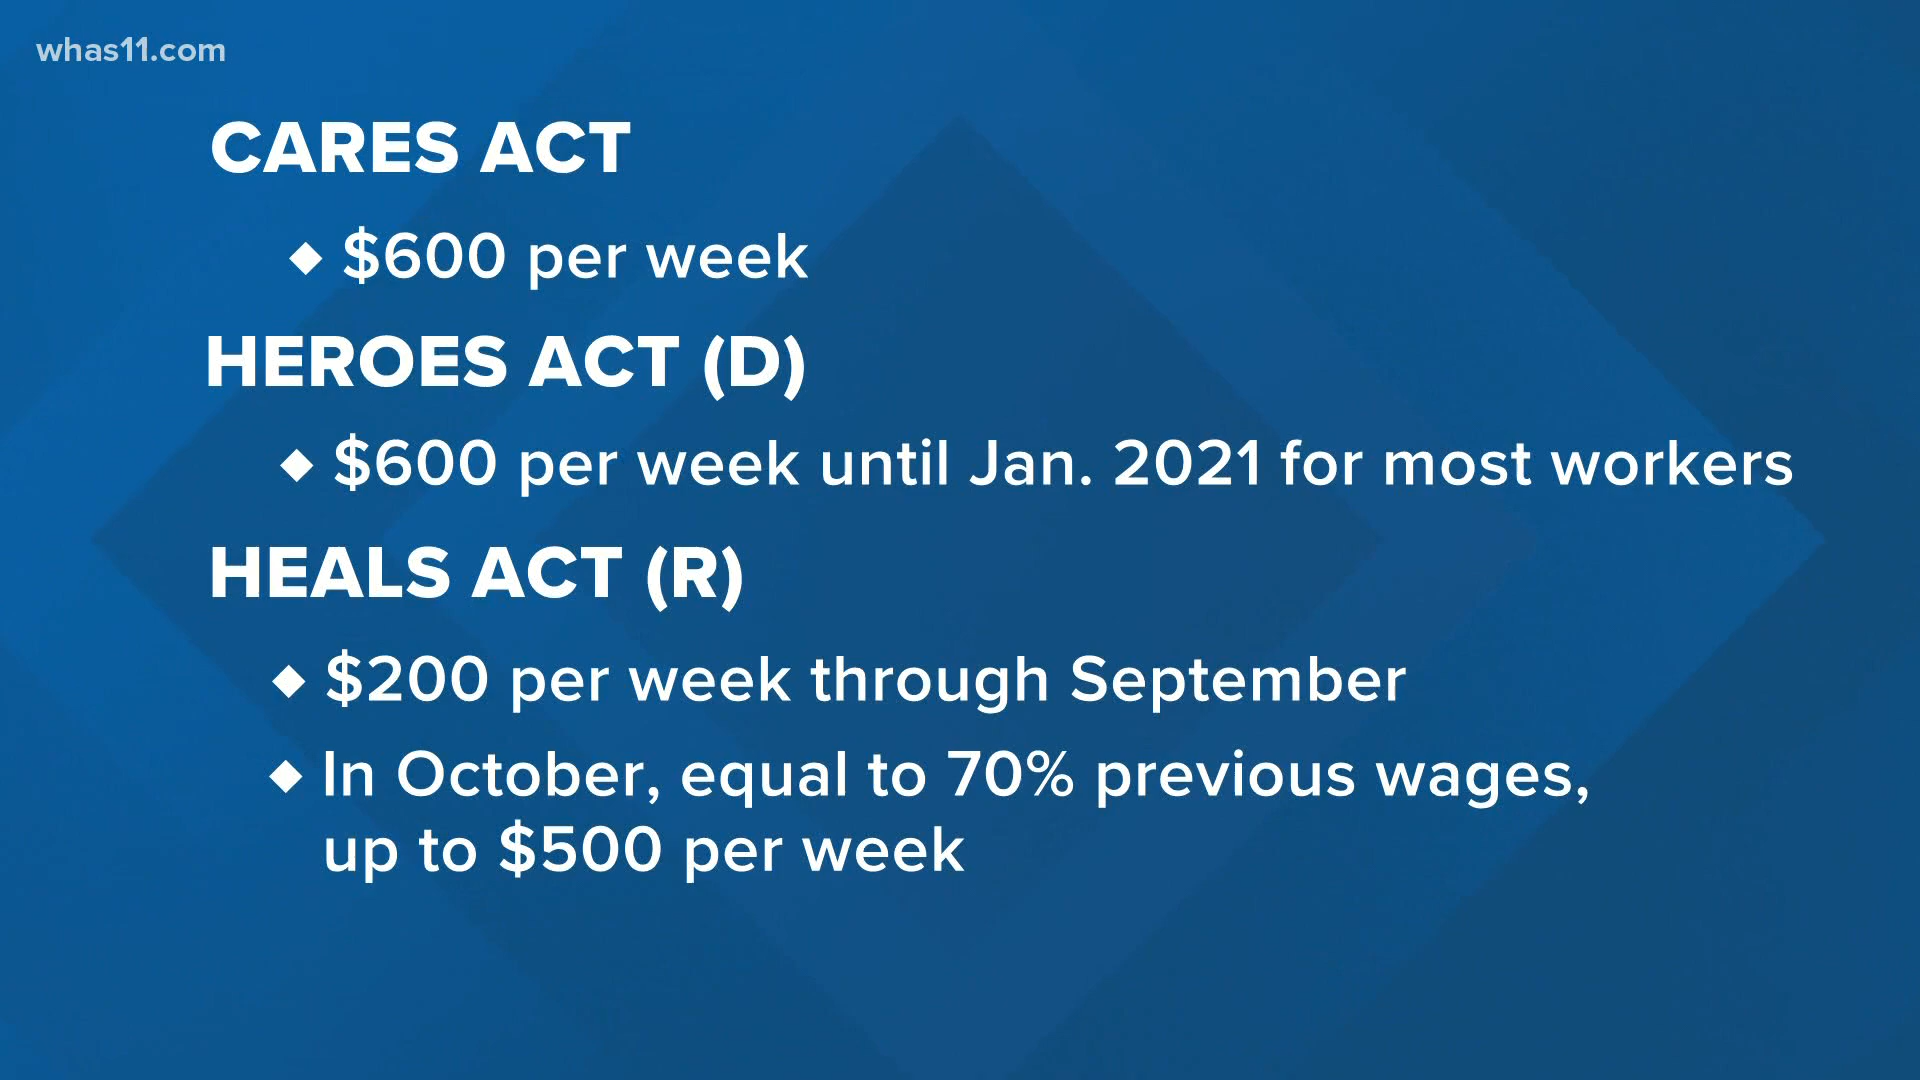 whas11.com
CARES ACT
◆ $600 per week
HEROES ACT (D)
◆ $600 per week until Jan. 2021 for most workers
HEALS ACT (R)
◆ $200 per week through September
◆ In October, equal to 70% previous wages,
up to $500 per week